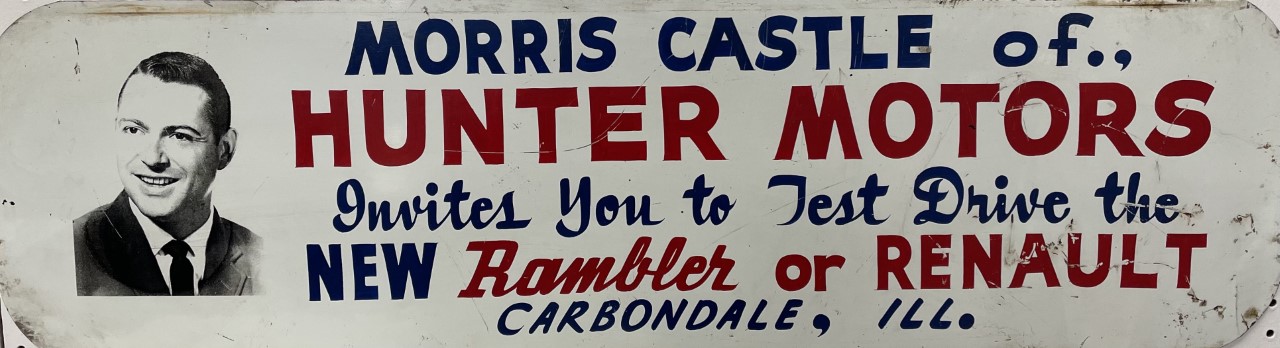 MORRIS CASTLE of.,
HUNTER MOTORS
Invites You to Test Drive the
NEW Rambler or RENAULT
CARBONDALE, ILL.